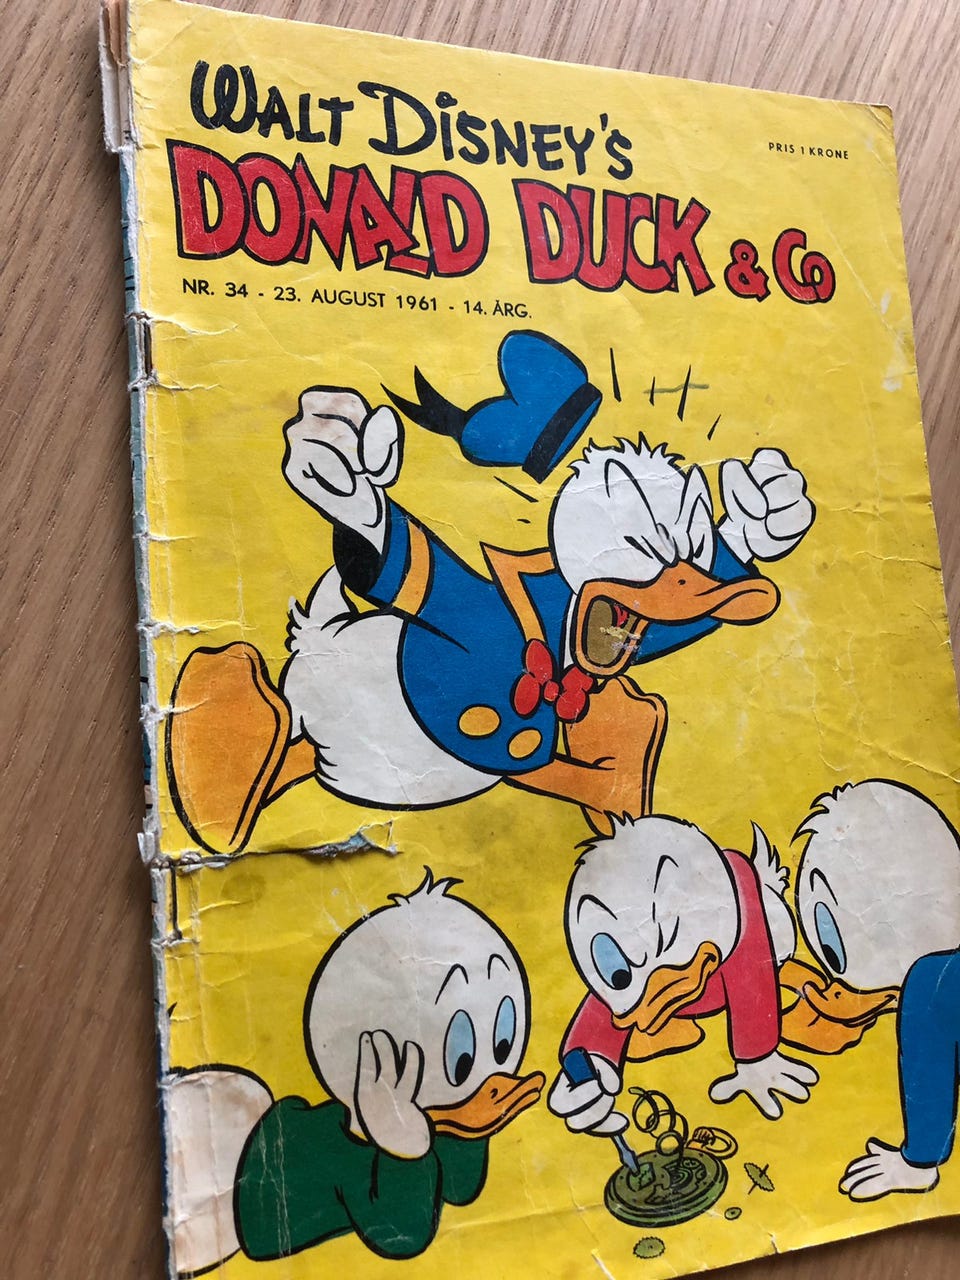 WALT DISNEY'S
PRIS 1 KRONE
DONALD DUCK & CO
NR. 34 - 23. AUGUST 1961 - 14. ÅRG.